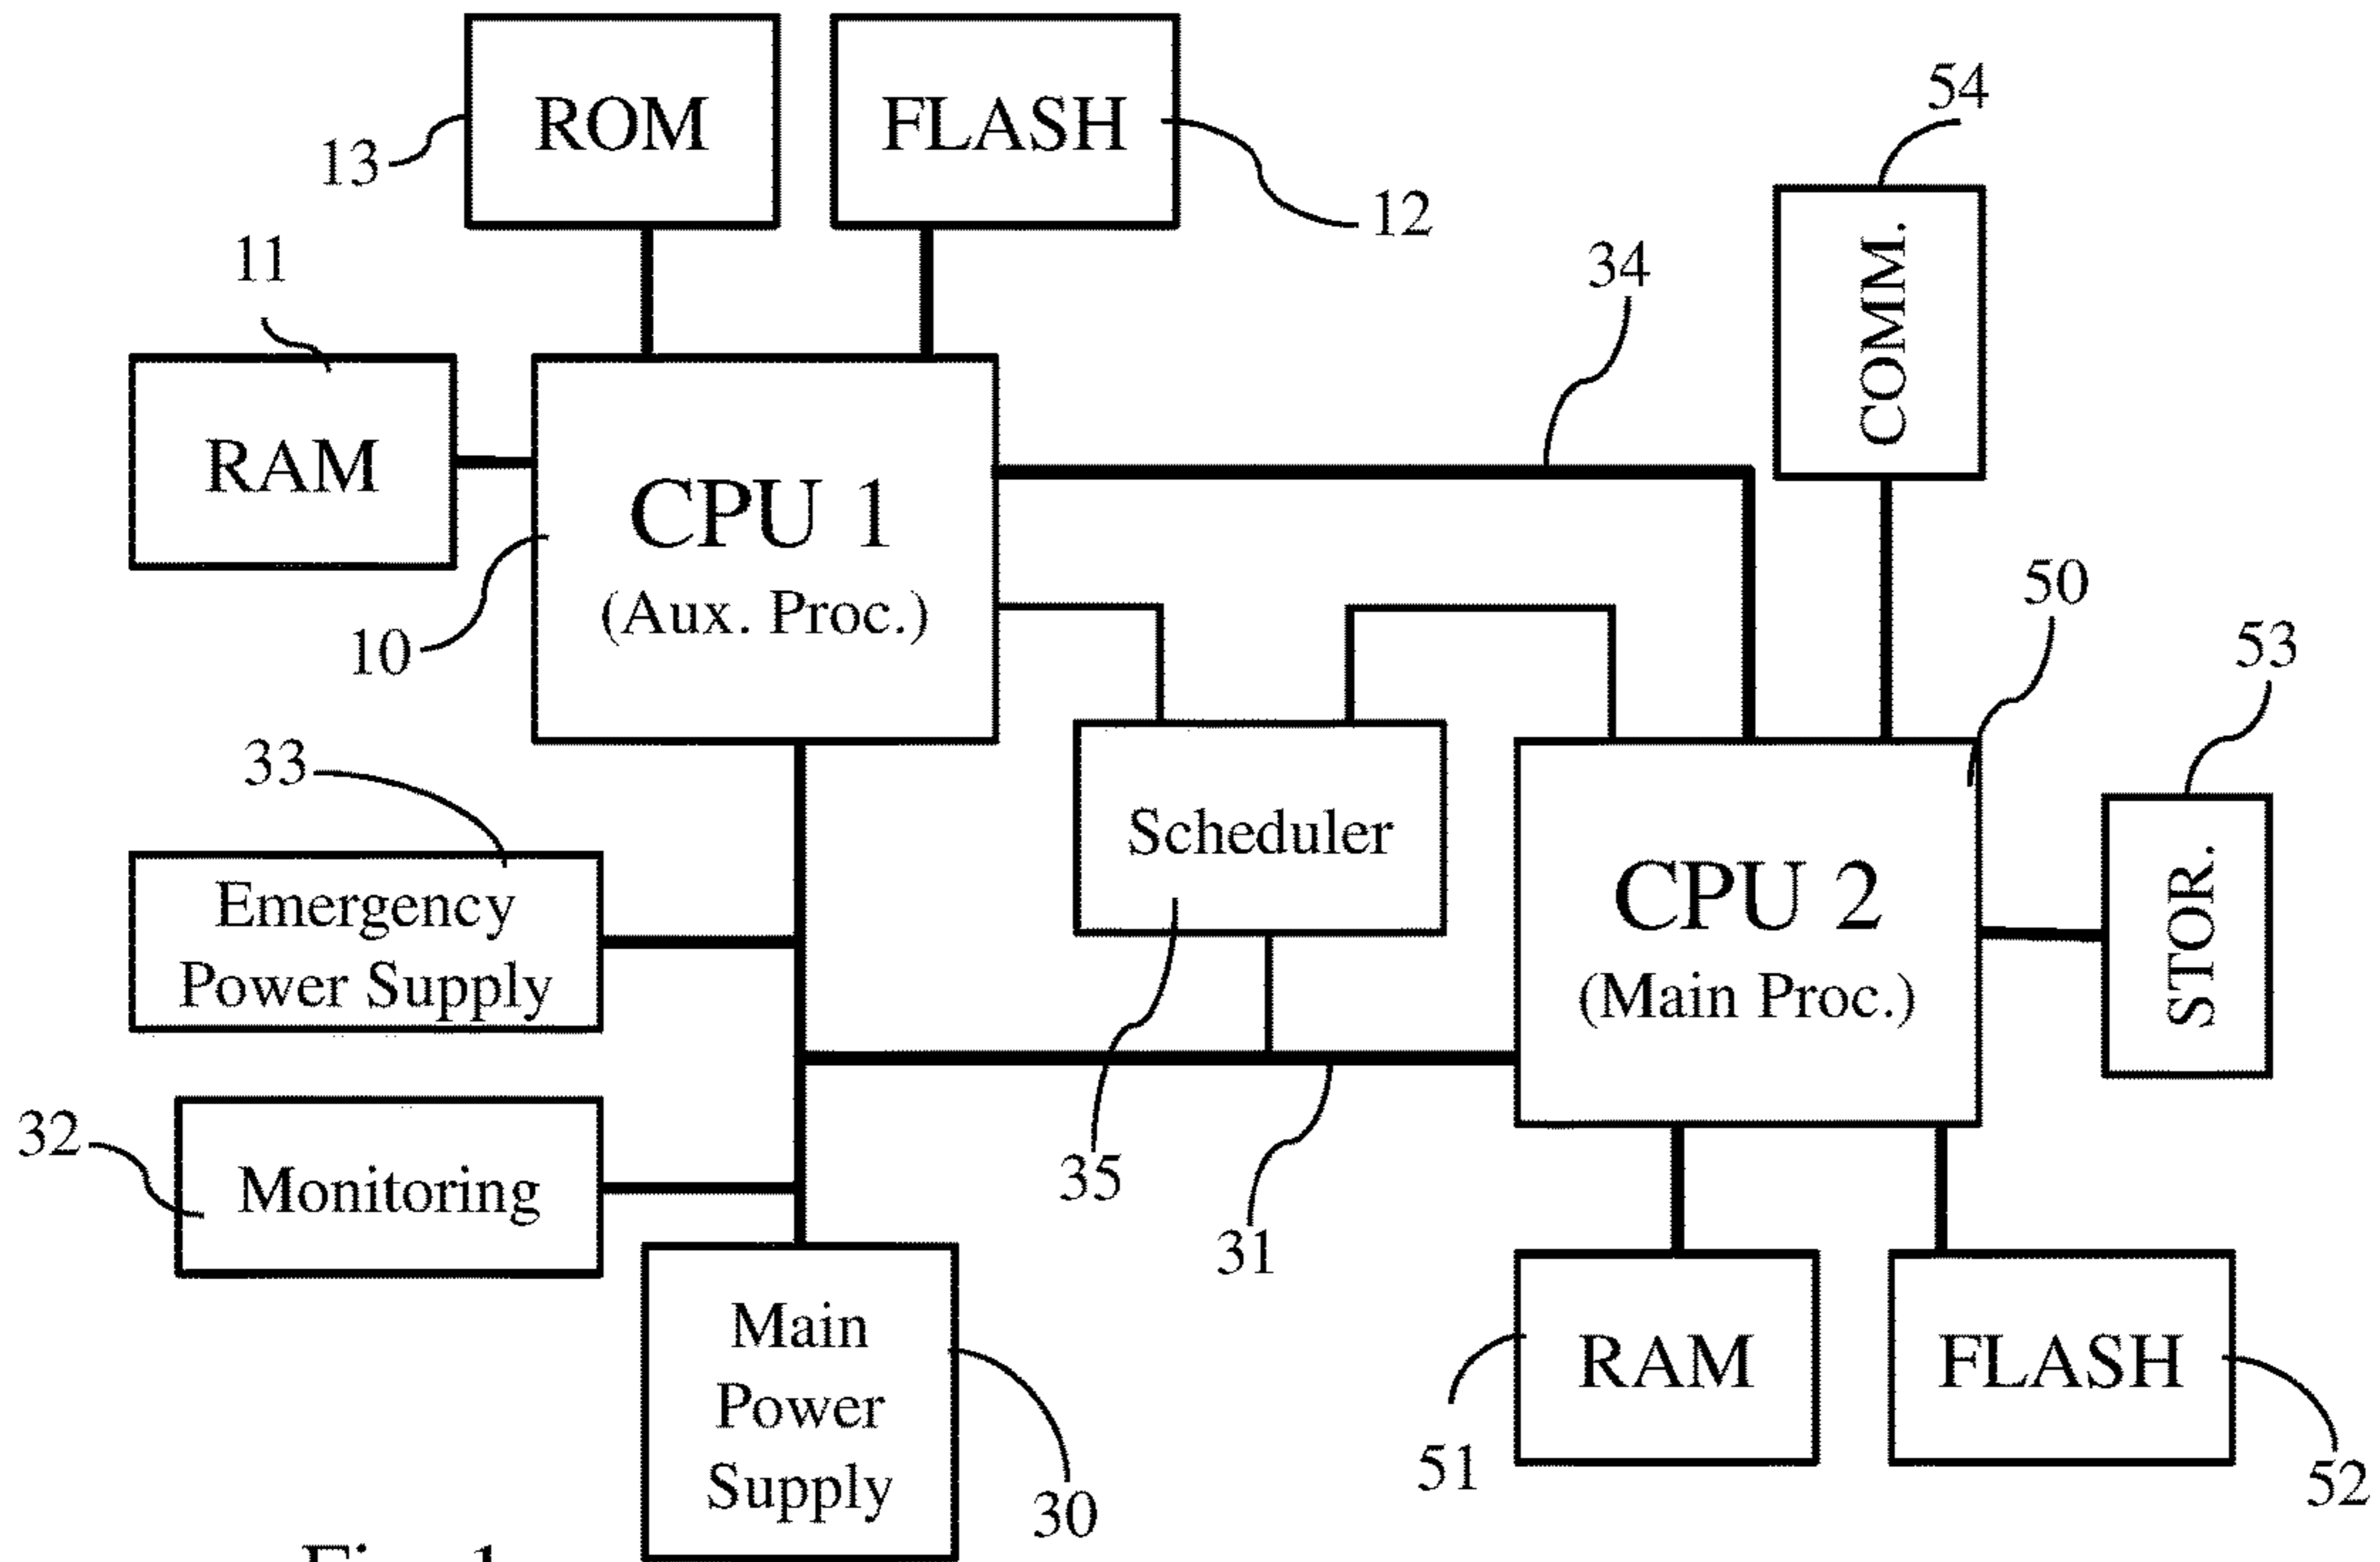 ROM
FLASH
54
13
12
COMM.
11
34
RAM
CPU 1
(Aux. Proc.)
10
50
53
33
Scheduler
Emergency
Power Supply
CPU 2
(Main Proc.)
STOR.
32
Monitoring
35
31
Main
Power
Supply
30
RAM
FLASH
51
52